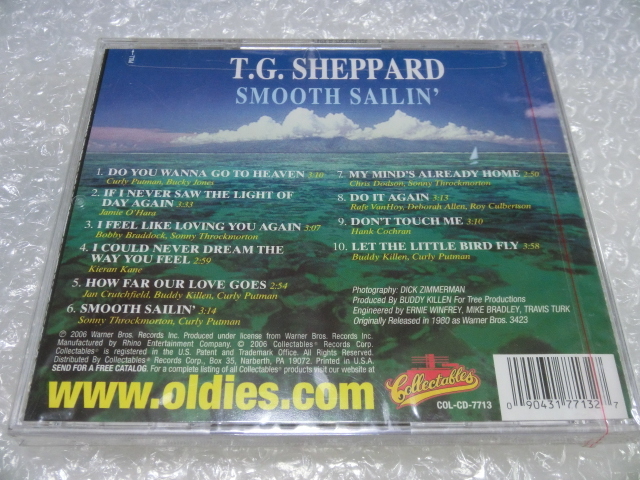 T.G. SHEPPARD
SMOOTH SAILIN'
1. DO YOU WANNA GO TO HEAVEN 3:16
Curly Putman, Bucky Jones
2. IF I NEVER SAW THE LIGHT OF
DAY AGAIN 3:33
Jamie O'Hara
3. I FEEL LIKE LOVING YOU AGAIN 3:07
Bobby Braddock, Sonny Throckmorton
4. I COULD NEVER DREAM THE
WAY YOU FEEL 2:59
Kieran Kane
5. HOW FAR OUR LOVE GOES 2:54
Jan Crutchfield, Buddy Killen, Curly Putman
6. SMOOTH SAILIN' 3:14
Sonny Throckmorton, Curly Putman
7. MY MIND'S ALREADY HOME 2:50
Chris Dodson, Sonny Throckmorton
8. DO IT AGAIN 3:13
Rafe VanHoy, Deborah Allen, Roy Culbertson
9. DON'T TOUCH ME 3:10
Hank Cochran
10. LET THE LITTLE BIRD FLY 3:58
Buddy Killen, Curly Putman
Photography: DICK ZIMMERMAN
Produced By BUDDY KILLEN For Tree Productions
Engineered By ERNIE WINFREY, MIKE BRADLEY, TRAVIS TURK
Originally Released in 1980 as Warner Bros. 3423
℗ 2006 Warner Bros. Records Inc. Produced under license from Warner Bros. Records Inc.
Manufactured by Rhino Entertainment Company. © 2006 Collectables® Records Corp.
Collectables® is registered in the U.S. Patent and Trademark Office. All Rights Reserved.
Distributed By Collectables® Record Corp., Box 35, Narberth, PA 19072. Printed in U.S.A.
SEND FOR A FREE CATALOG. For a complete listing of all Collectables® products visit our website at
www.oldies.com
Collectables
COL-CD-7713
0 90431 77132 7